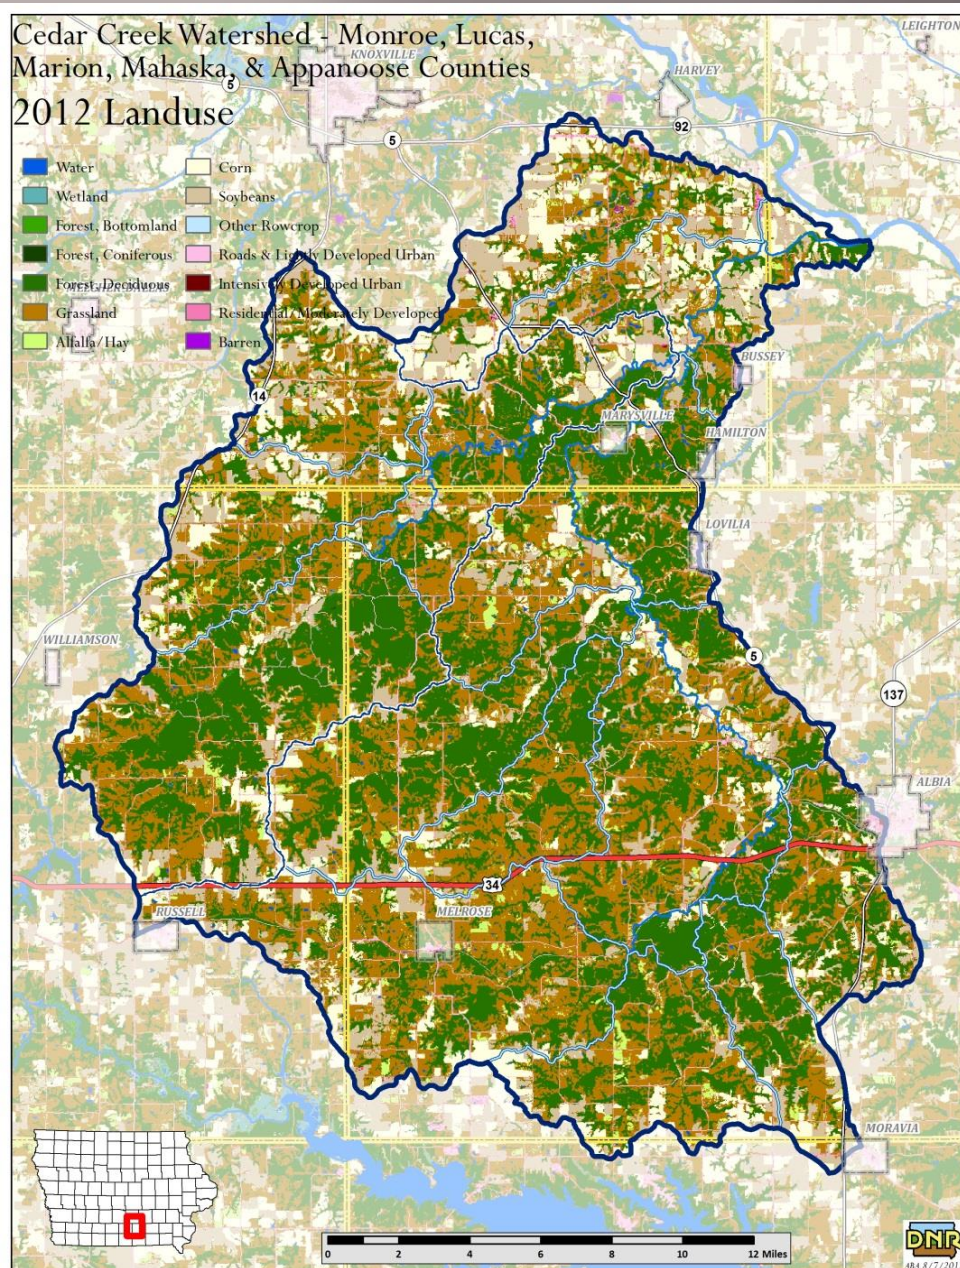 Cedar Creek Watershed - Monroe, Lucas,
Marion, Mahaska, & Appanoose Counties
2012 Landuse
Water
Wetland
Forest, Bottomland
Forest, Coniferous
Forest, Deciduous
Grassland
Alfalfa/Hay
Corn
Soybeans
Other Rowcrop
Roads & Lightly Developed Urban
Intensively Developed Urban
Residential/Moderately Developed
Barren
LEIGHTON
KNOXVILLE
5
HARVEY
92
5
BUSSEY
14
MARYSVILLE
HAMILTON
LOVILIA
WILLIAMSON
5
137
ALBIA
34
RUSSELL
MELROSE
MORAVIA
0 2 4 6 8 10 12 Miles
DNR